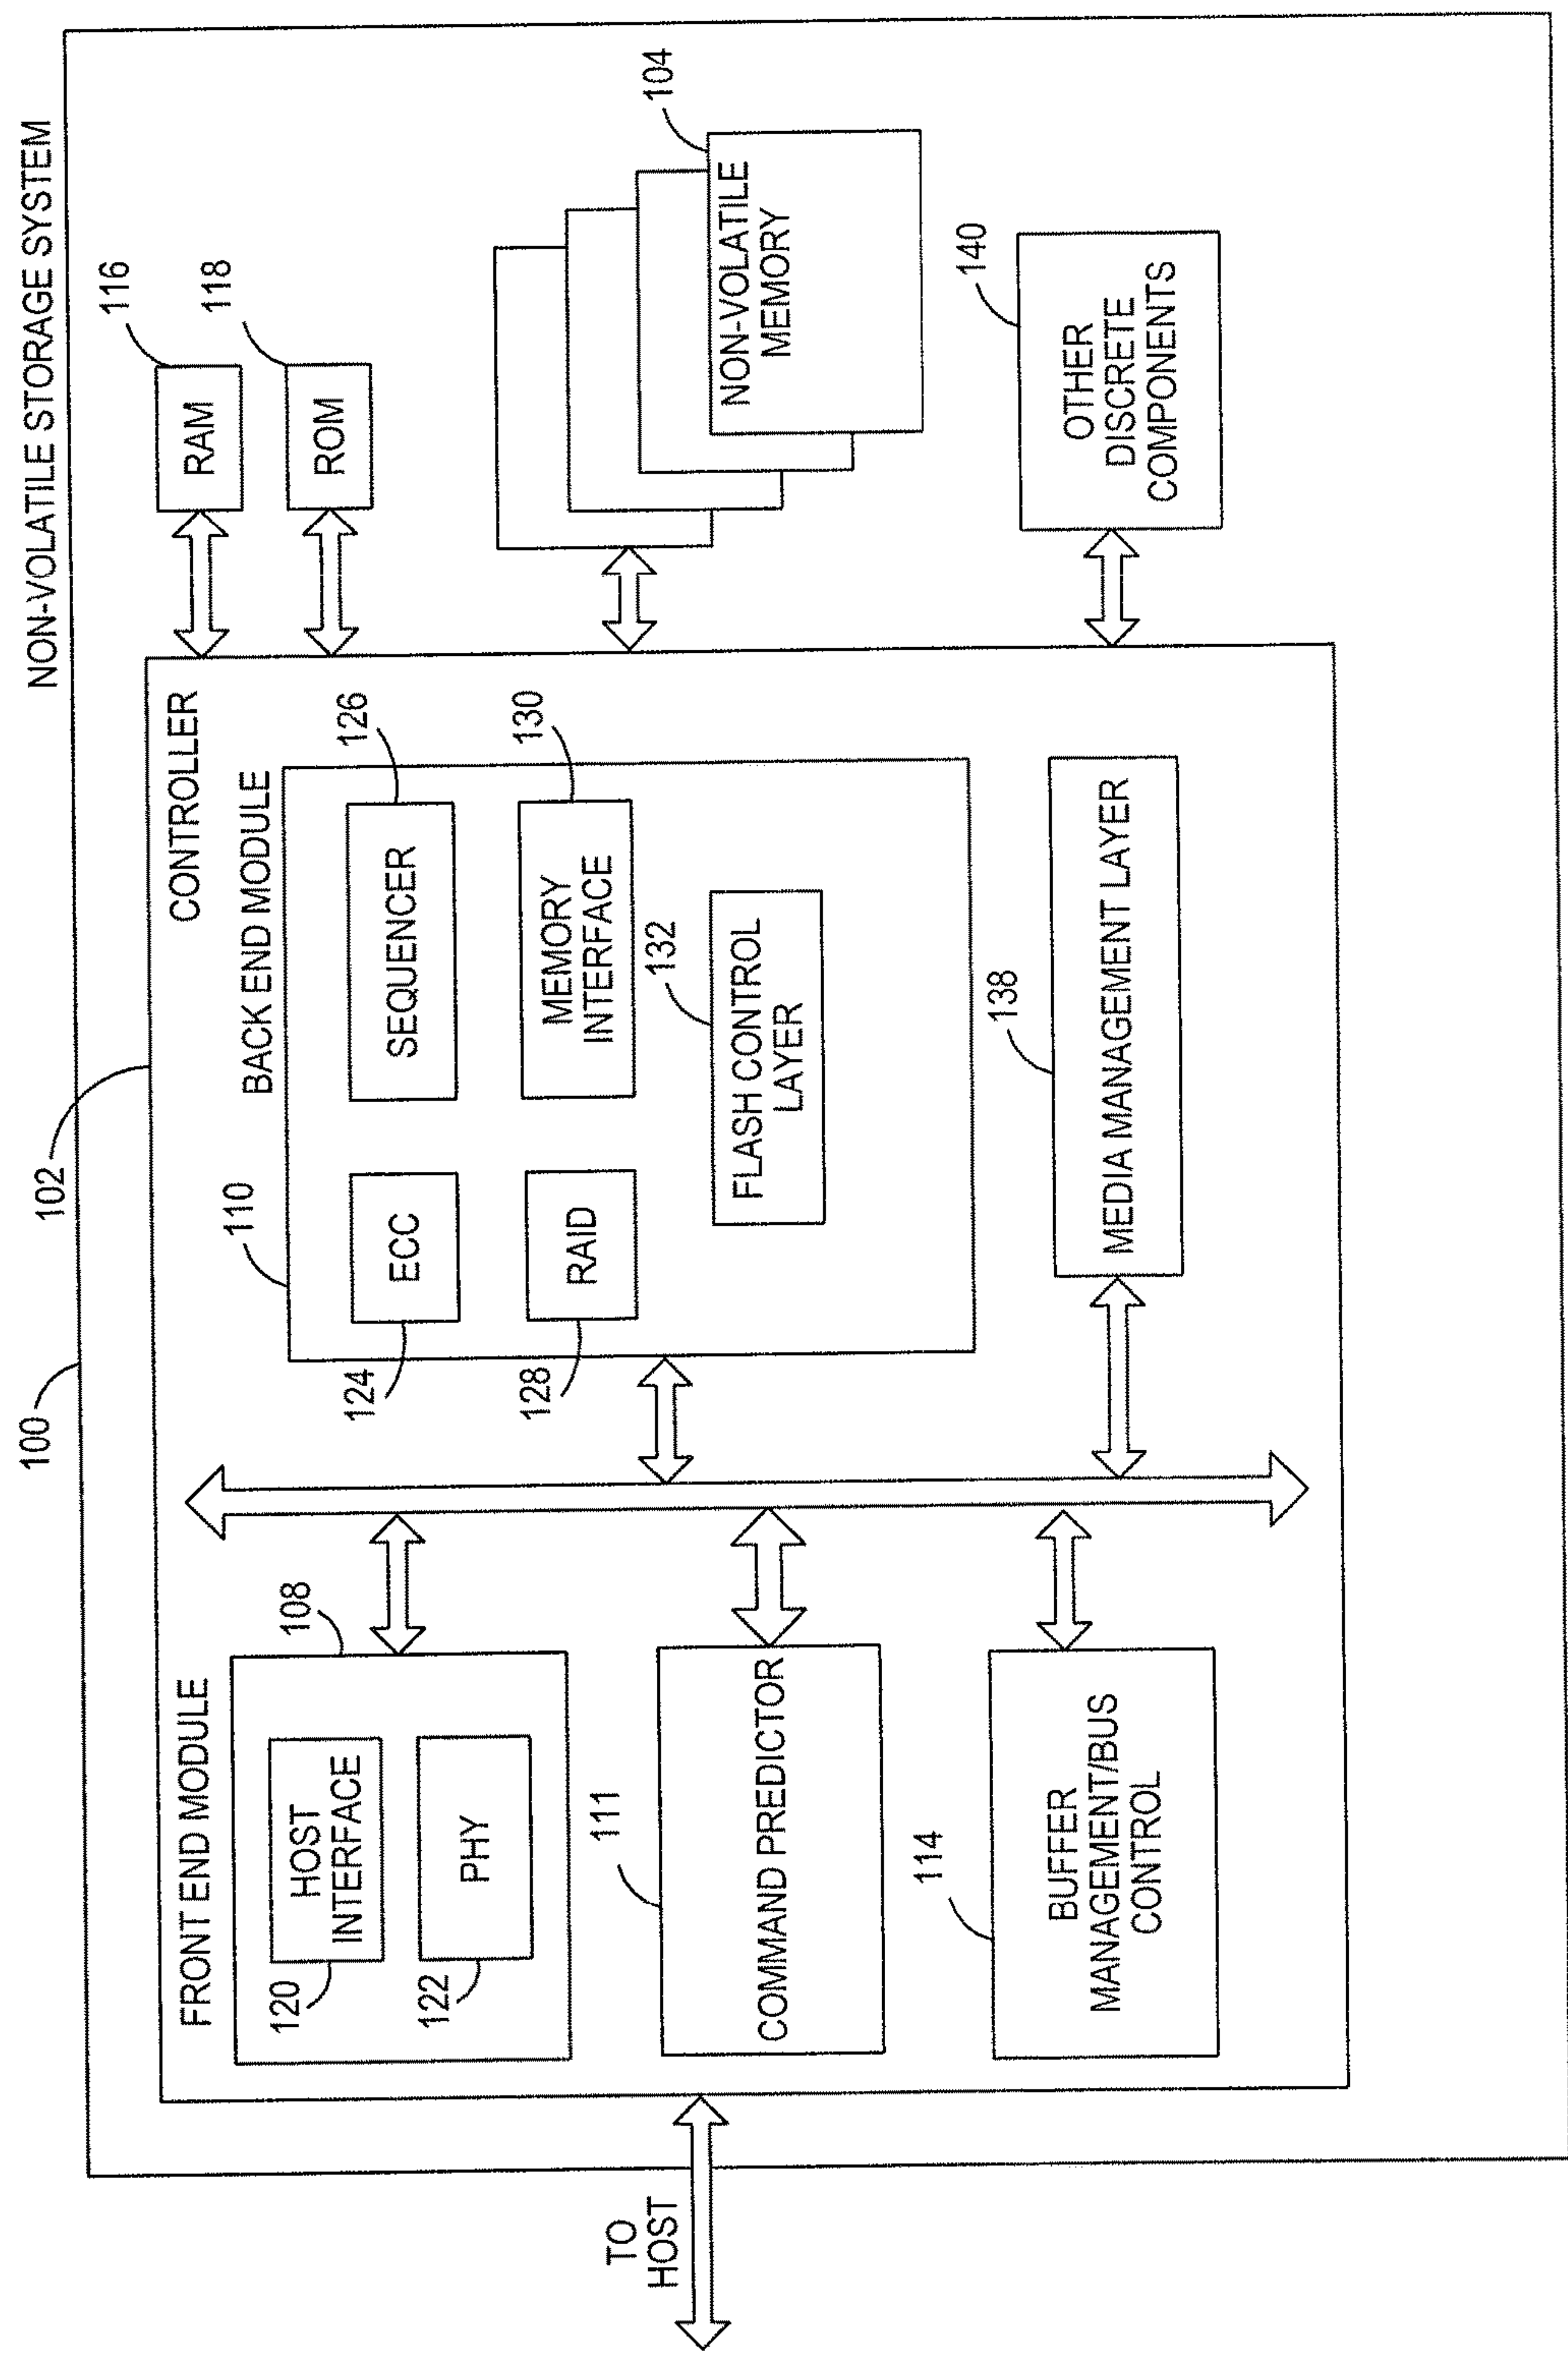 NON-VOLATILE STORAGE SYSTEM
100
102
CONTROLLER
116
RAM
118
ROM
FRONT END MODULE
108
HOST
INTERFACE
120
PHY
122
110
BACK END MODULE
ECC
124
SEQUENCER
126
RAID
128
MEMORY
INTERFACE
130
FLASH CONTROL
LAYER
132
104
NON-VOLATILE
MEMORY
TO
HOST
111
COMMAND PREDICTOR
114
BUFFER
MANAGEMENT/BUS
CONTROL
138
MEDIA MANAGEMENT LAYER
140
OTHER
DISCRETE
COMPONENTS